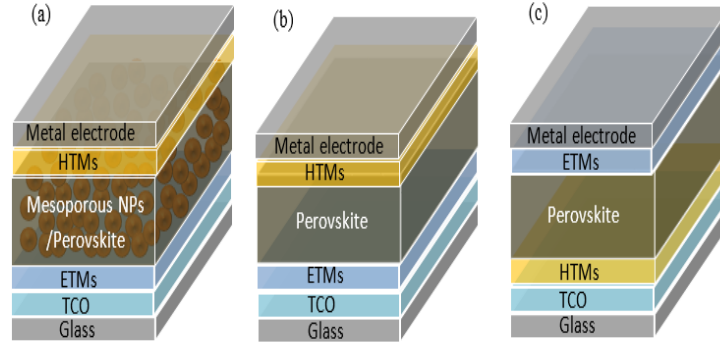 (a)
Metal electrode
HTMs
Mesoporous NPs
/Perovskite
ETMs
TCO
Glass
(b)
Metal electrode
HTMs
Perovskite
ETMs
TCO
Glass
(c)
Metal electrode
ETMs
Perovskite
HTMs
TCO
Glass